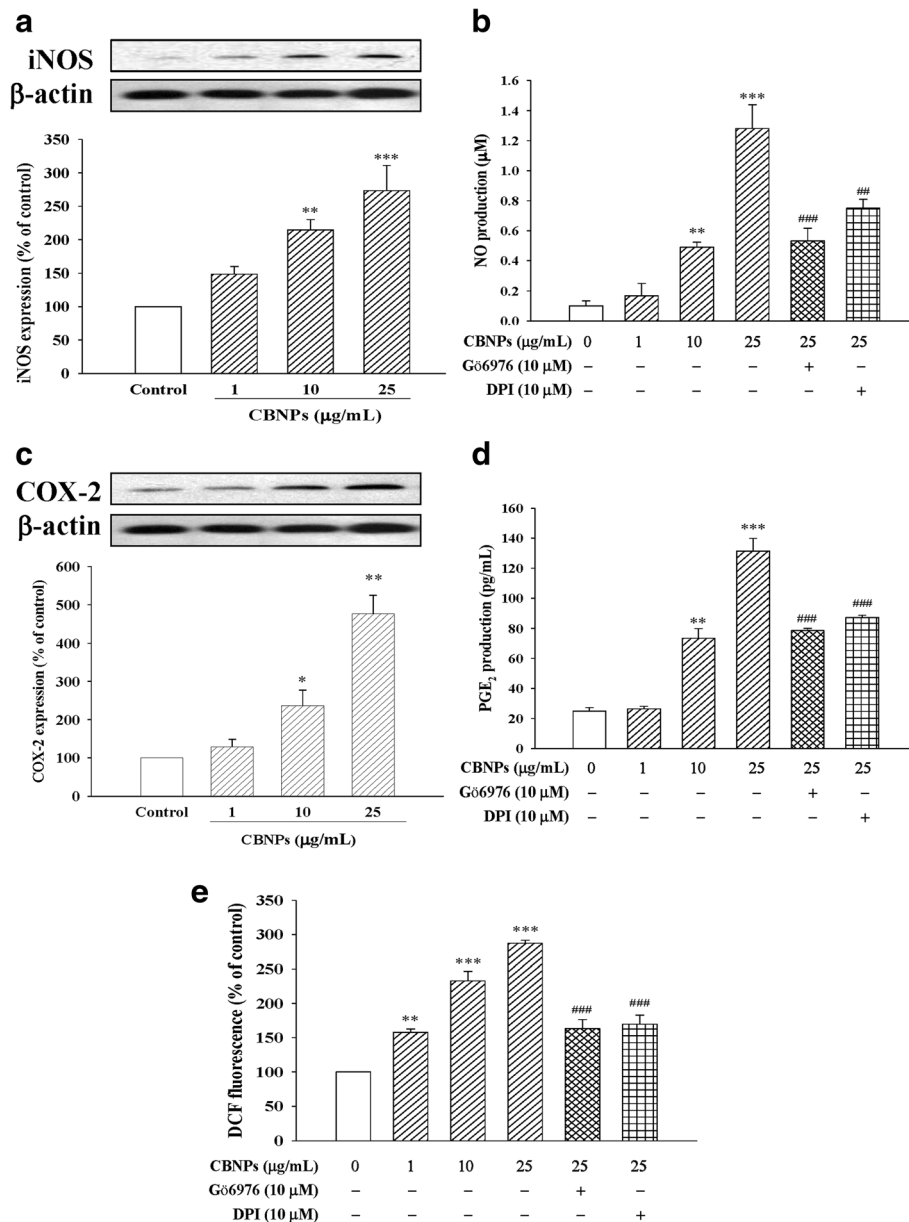 a
iNOS
β-actin
iNOS expression (% of control)
350
300
250
200
150
100
50
0
**
***
Control 1 10 25
CBNPs (μg/mL)
b
NO production (μM)
1.6
1.4
1.2
1.0
0.8
0.6
0.4
0.2
0.0
**
***
###
##
CBNPs (μg/mL) 0 1 10 25 25 25
Gö6976 (10 μM) – – – – + –
DPI (10 μM) – – – – – +
c
COX-2
β-actin
COX-2 expression (% of control)
600
500
400
300
200
100
0
*
**
Control 1 10 25
CBNPs (μg/mL)
d
PGE₂ production (pg/mL)
160
140
120
100
80
60
40
20
0
**
***
###
###
CBNPs (μg/mL) 0 1 10 25 25 25
Gö6976 (10 μM) – – – – + –
DPI (10 μM) – – – – – +
e
DCF fluorescence (% of control)
350
300
250
200
150
100
50
0
**
***
***
###
###
CBNPs (μg/mL) 0 1 10 25 25 25
Gö6976 (10 μM) – – – – + –
DPI (10 μM) – – – – – +